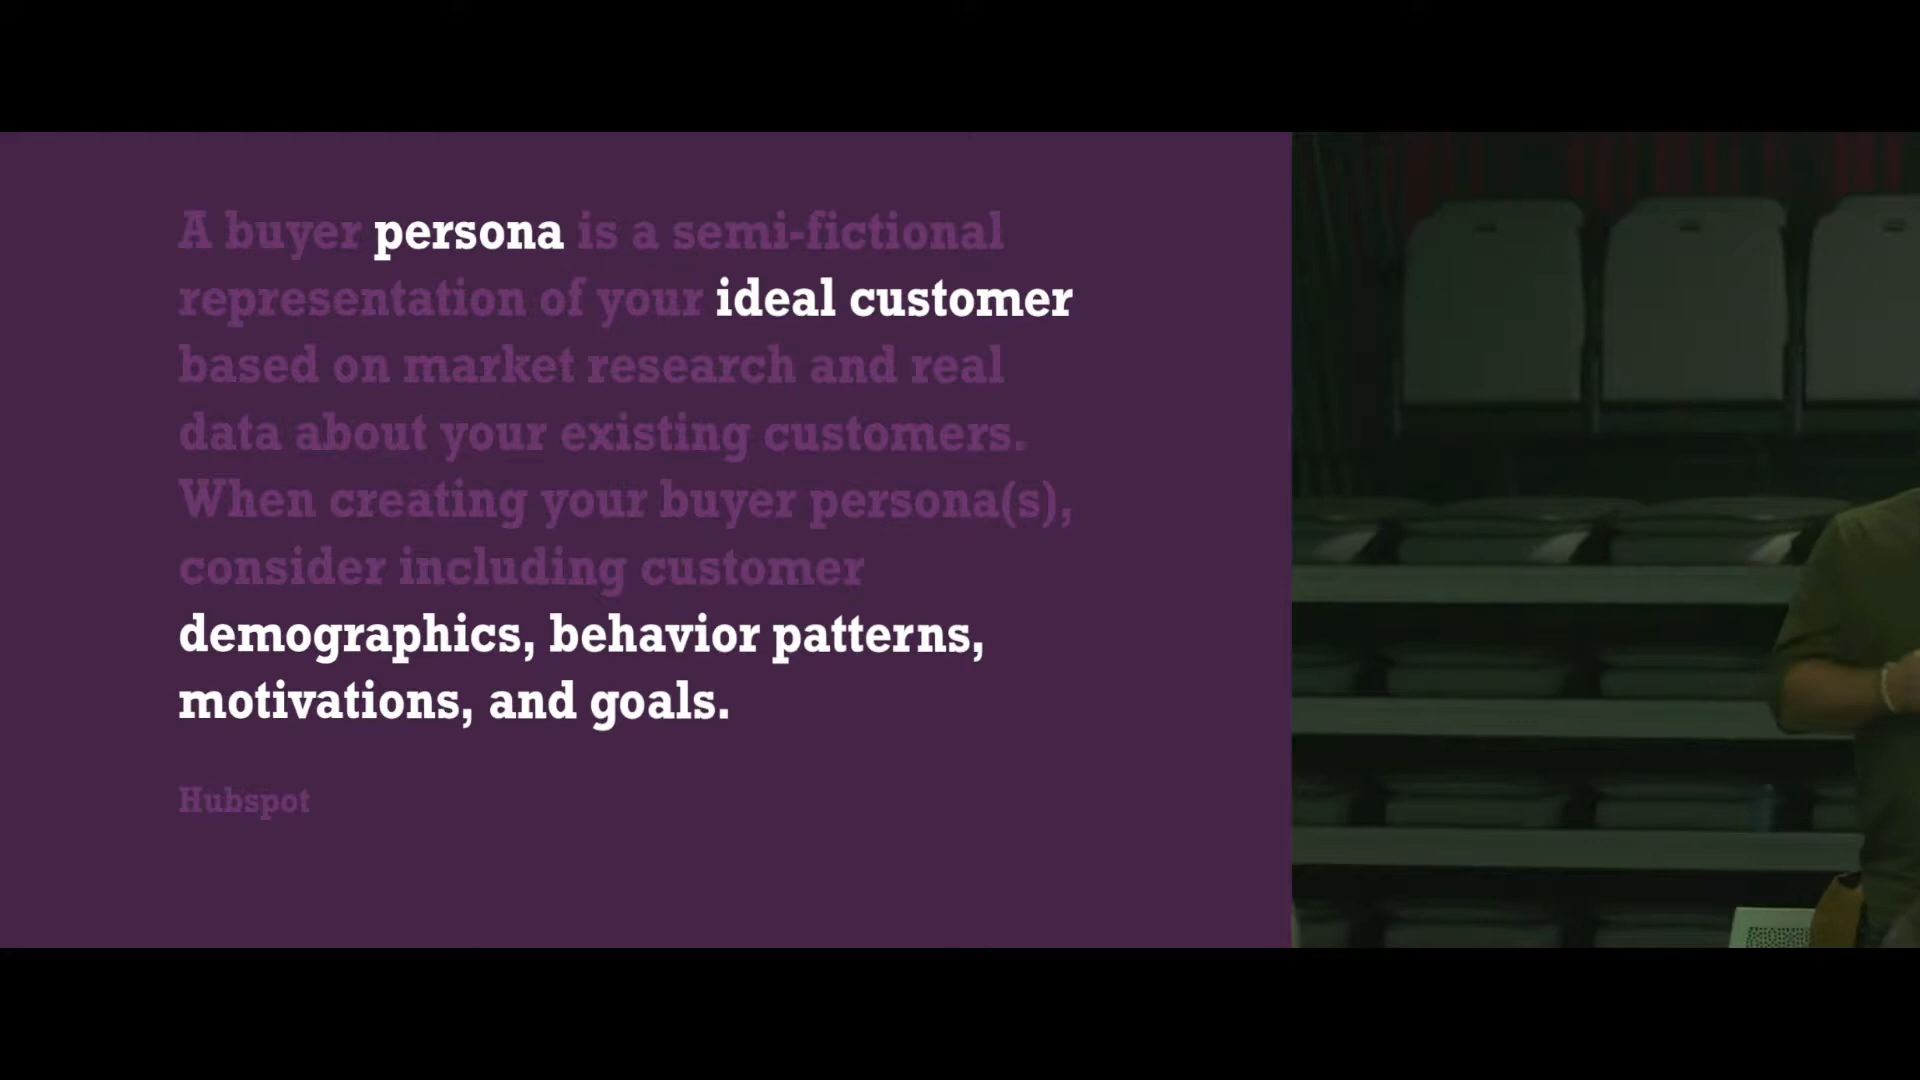 A buyer persona is a semi-fictional
representation of your ideal customer
based on market research and real
data about your existing customers.
When creating your buyer persona(s),
consider including customer
demographics, behavior patterns,
motivations, and goals.
Hubspot